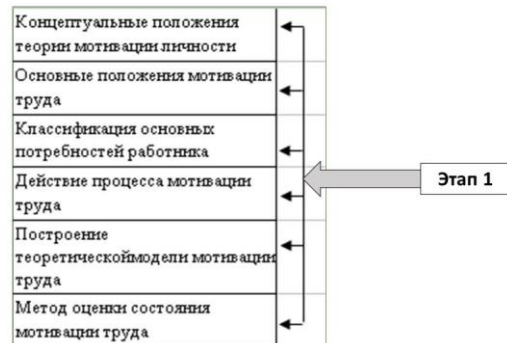 Концептуальные положения
теории мотивации личности
Основные положения мотивации
труда
Классификация основных
потребностей работника
Действие процесса мотивации
труда
Построение
теоретическоймодели мотивации
труда
Метод оценки состояния
мотивации труда
Этап 1